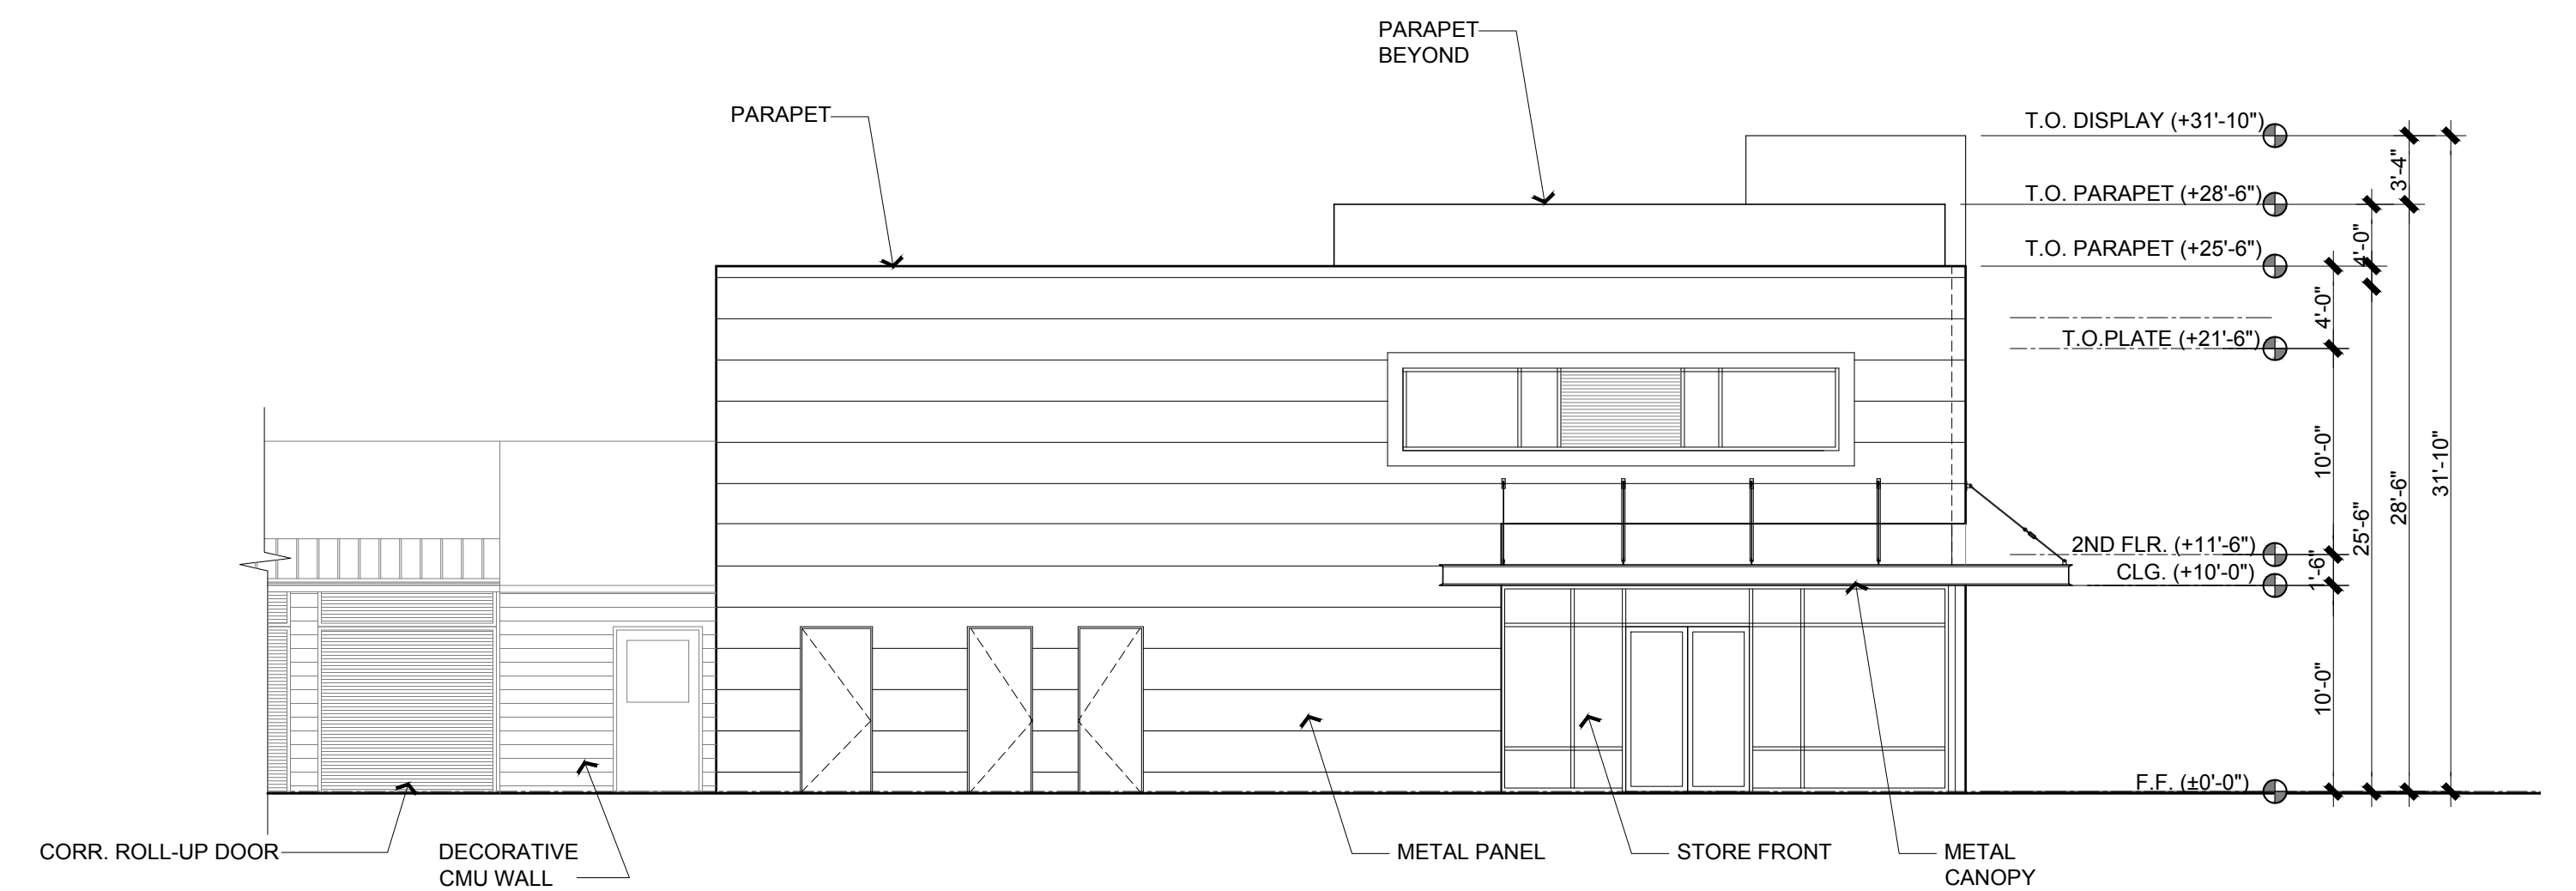 PARAPET
BEYOND
PARAPET
T.O. DISPLAY (+31'-10")
3'-4"
T.O. PARAPET (+28'-6")
4'-0"
T.O. PARAPET (+25'-6")
4'-0"
T.O.PLATE (+21'-6")
10'-0"
31'-10"
28'-6"
25'-6"
2ND FLR. (+11'-6")
1'-6"
CLG. (+10'-0")
10'-0"
F.F. (±0'-0")
CORR. ROLL-UP DOOR
DECORATIVE
CMU WALL
METAL PANEL
STORE FRONT
METAL
CANOPY